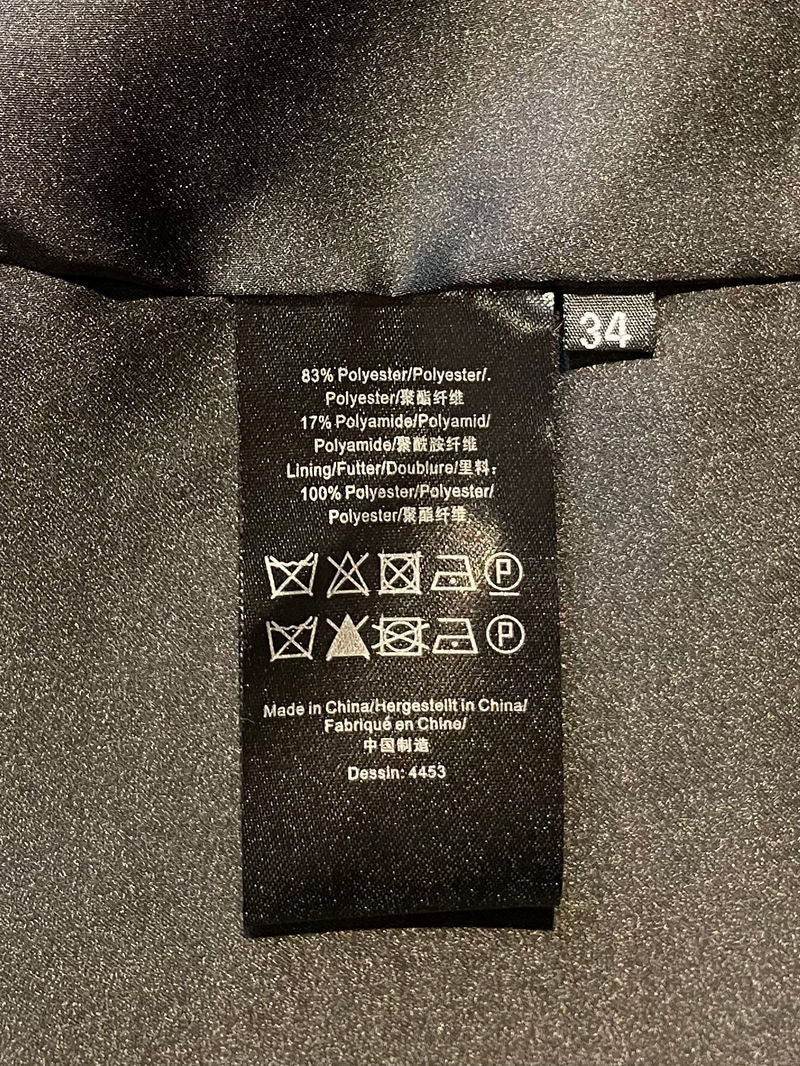 34
83% Polyester/Polyester/.
Polyester/聚酯纤维
17% Polyamide/Polyamid/
Polyamide/聚酰胺纤维
Lining/Futter/Doublure/里料:
100% Polyester/Polyester/
Polyester/聚酯纤维
P
P
Made in China/Hergestellt in China/
Fabriqué en Chine/
中国制造
Dessin: 4453